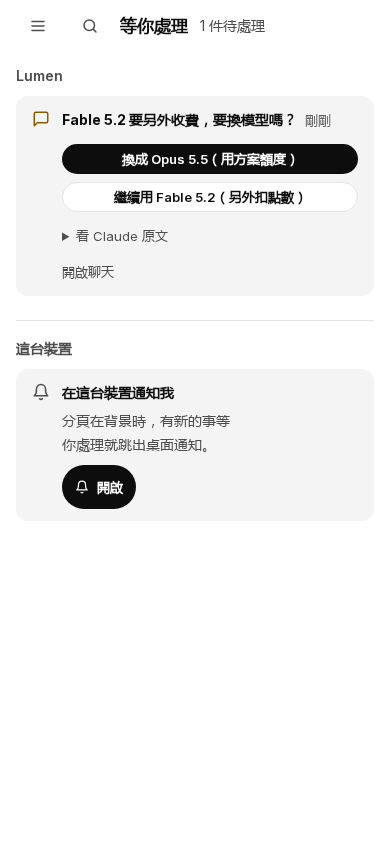 等你處理 1 件待處理
Lumen
Fable 5.2 要另外收費，要換模型嗎？ 剛剛
換成 Opus 5.5（用方案額度）
繼續用 Fable 5.2（另外扣點數）
▶ 看 Claude 原文
開啟聊天
這台裝置
在這台裝置通知我
分頁在背景時，有新的事等
你處理就跳出桌面通知。
開啟